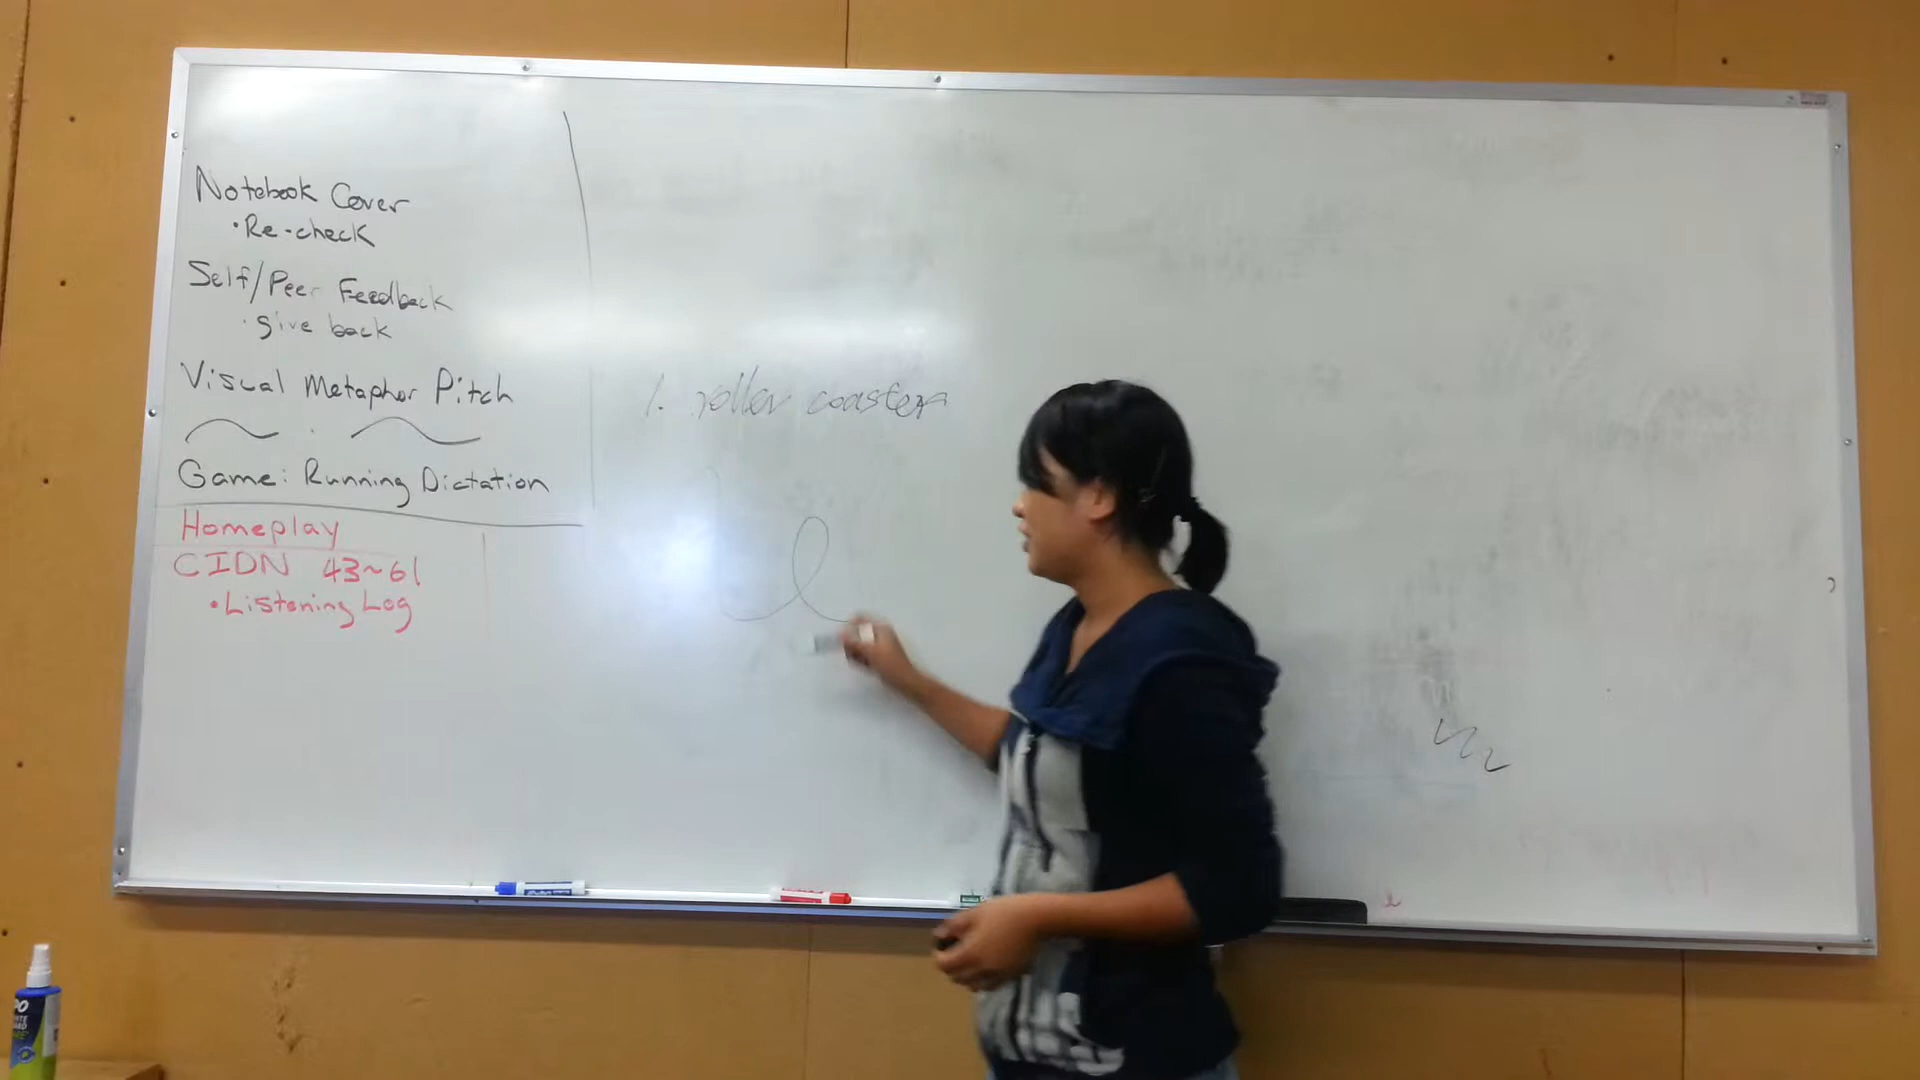 Notebook Cover
•Re-check
Self/Peer Feedback
•give back
Visual Metaphor Pitch
Game: Running Dictation
Homeplay
CIDN 43~61
•Listening Log
1. roller coasters